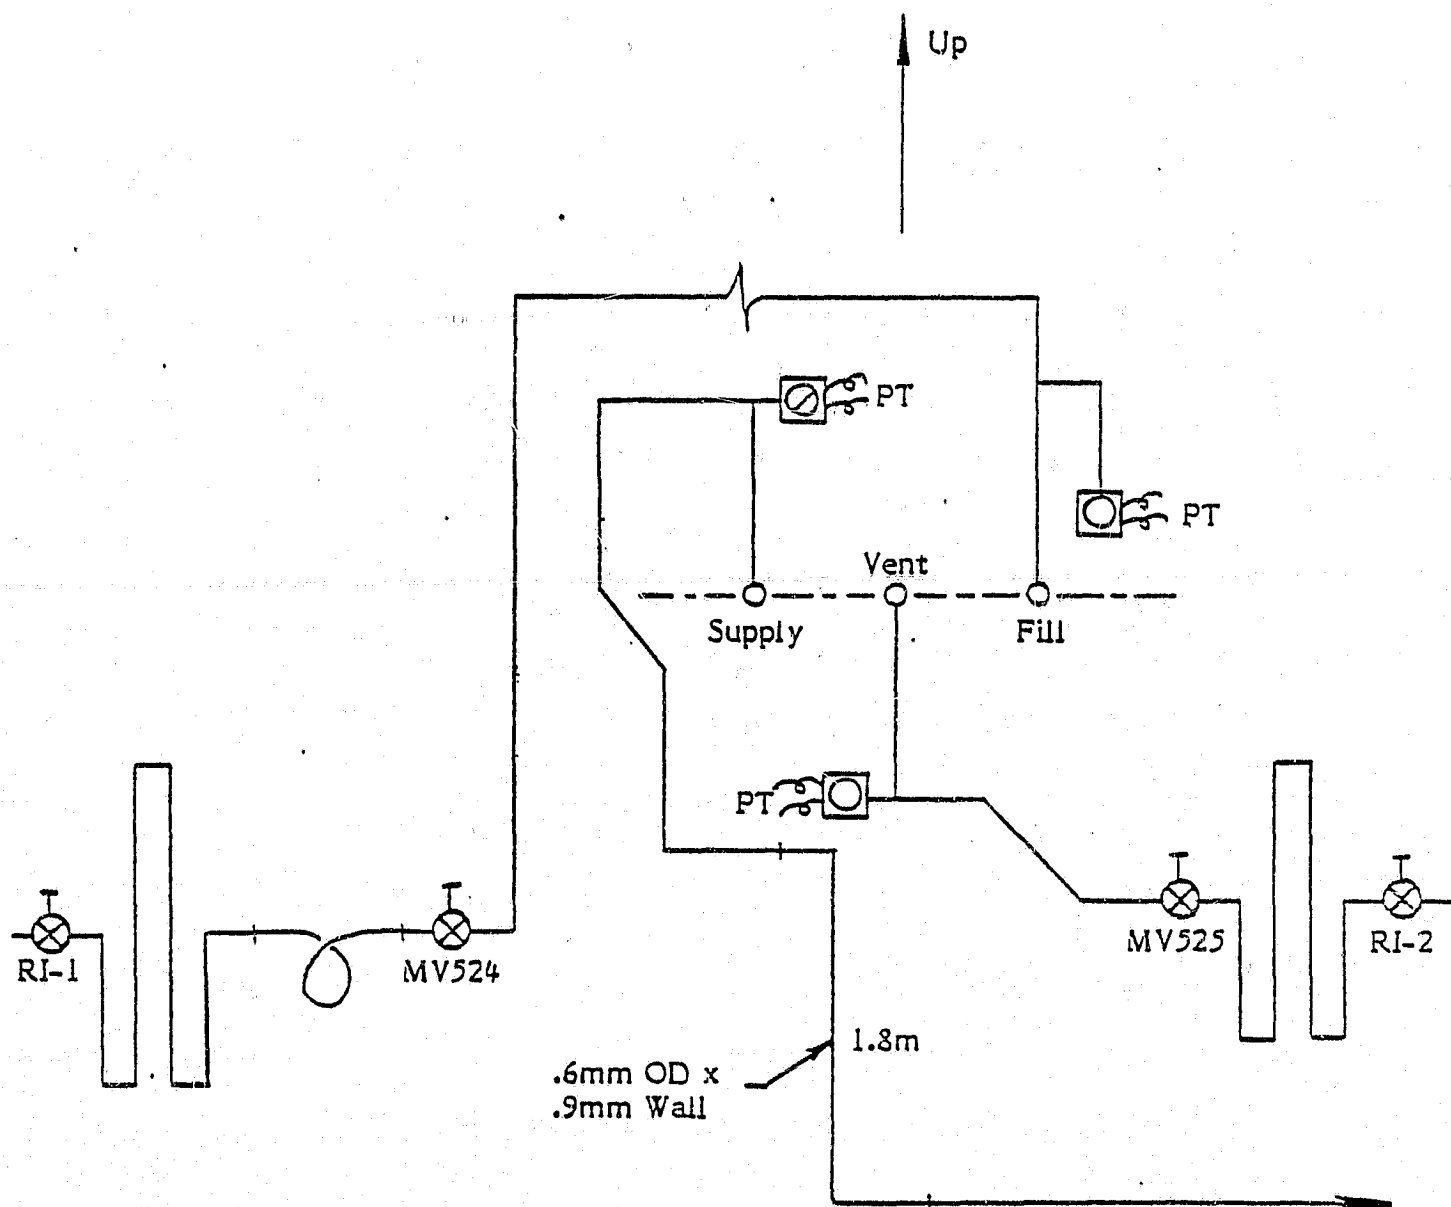 Up
PT
PT
Vent
Supply
Fill
PT
RI-1
MV524
MV525
RI-2
1.8m
.6mm OD x
.9mm Wall